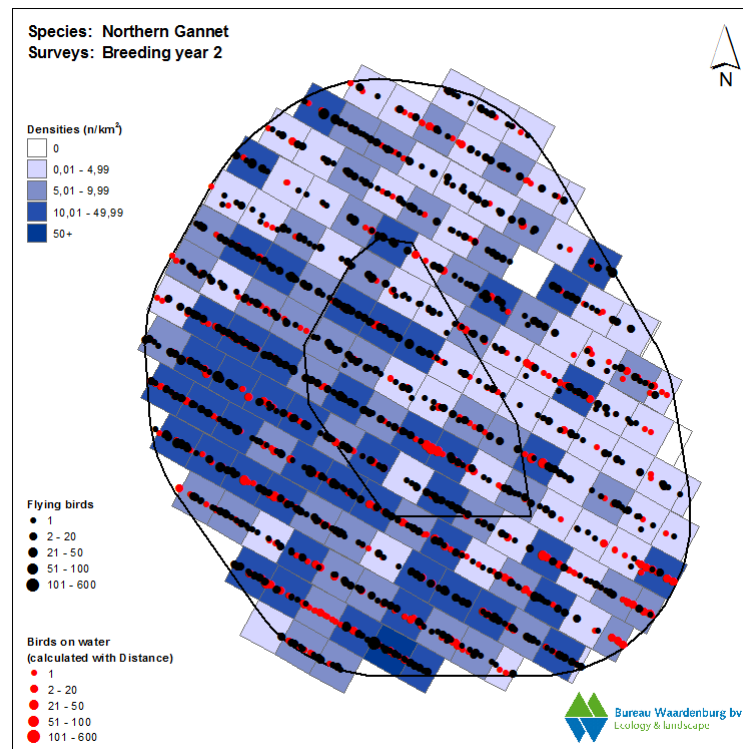 Species: Northern Gannet
Surveys: Breeding year 2
N
Densities (n/km²)
0
0,01 - 4,99
5,01 - 9,99
10,01 - 49,99
50+
Flying birds
1
2 - 20
21 - 50
51 - 100
101 - 600
Birds on water
(calculated with Distance)
1
2 - 20
21 - 50
51 - 100
101 - 600
Bureau Waardenburg bv
Ecology & landscape